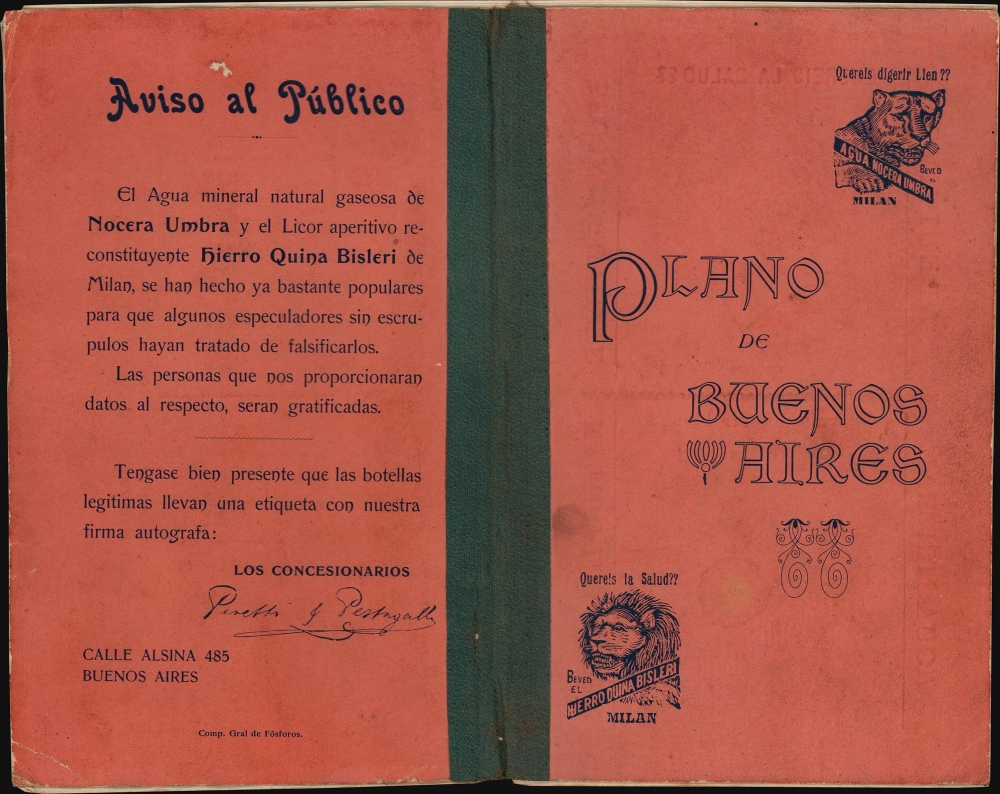 Aviso al Público
El Agua mineral natural gaseosa de
Nocera Umbra y el Licor aperitivo re-
constituyente Hierro Quina Bisleri de
Milan, se han hecho ya bastante populares
para que algunos especuladores sin escru-
pulos hayan tratado de falsificarlos.
Las personas que nos proporcionaran
datos al respecto, seran gratificadas.
Tengase bien presente que las botellas
legitimas llevan una etiqueta con nuestra
firma autografa:
LOS CONCESIONARIOS
CALLE ALSINA 485
BUENOS AIRES
Comp. Gral de Fósforos.
Quereis digerir bien??
AGUA NOCERA UMBRA
BEVED
EL
MILAN
PLANO
DE
BUENOS
AIRES
Quereis la Salud??
BEVED
EL
HIERRO QUINA BISLERI
MILAN